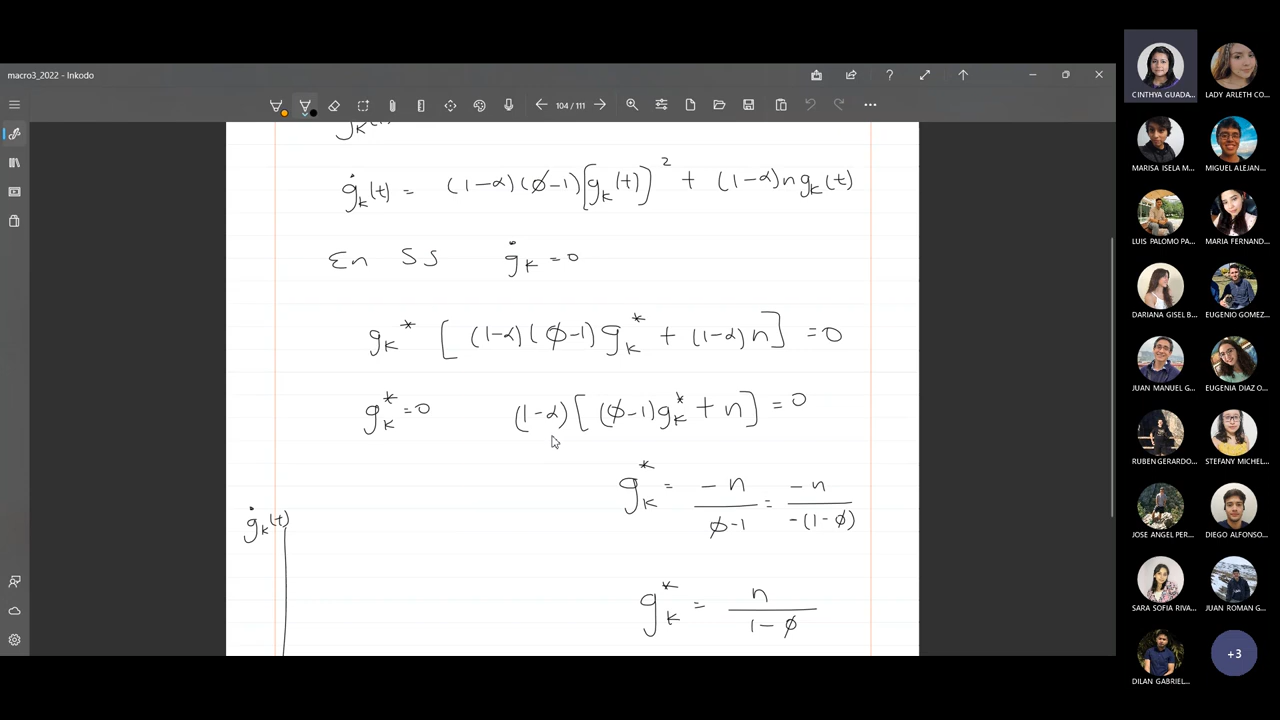 macro3_2022 - Inkodo
104 / 111
ġ_k(t) = (1-α)(φ-1)[g_k(t)]² + (1-α)n g_k(t)
En SS ġ_k = 0
g_k* [(1-α)(φ-1)g_k* + (1-α)n] = 0
g_k* = 0 (1-α)[(φ-1)g_k* + n] = 0
g_k* = -n / φ-1 = -n / -(1-φ)
ġ_k(t)
g_k* = n / 1-φ
CINTHYA GUADA...
LADY ARLETH CO...
MARISA ISELA M...
MIGUEL ALEJAN...
LUIS PALOMO PA...
MARIA FERNAND...
DARIANA GISEL B...
EUGENIO GOMEZ...
JUAN MANUEL G...
EUGENIA DIAZ O...
RUBEN GERARDO...
STEFANY MICHEL...
JOSE ANGEL PER...
DIEGO ALFONSO...
SARA SOFIA RIVA...
JUAN ROMAN G...
DILAN GABRIEL...
+3